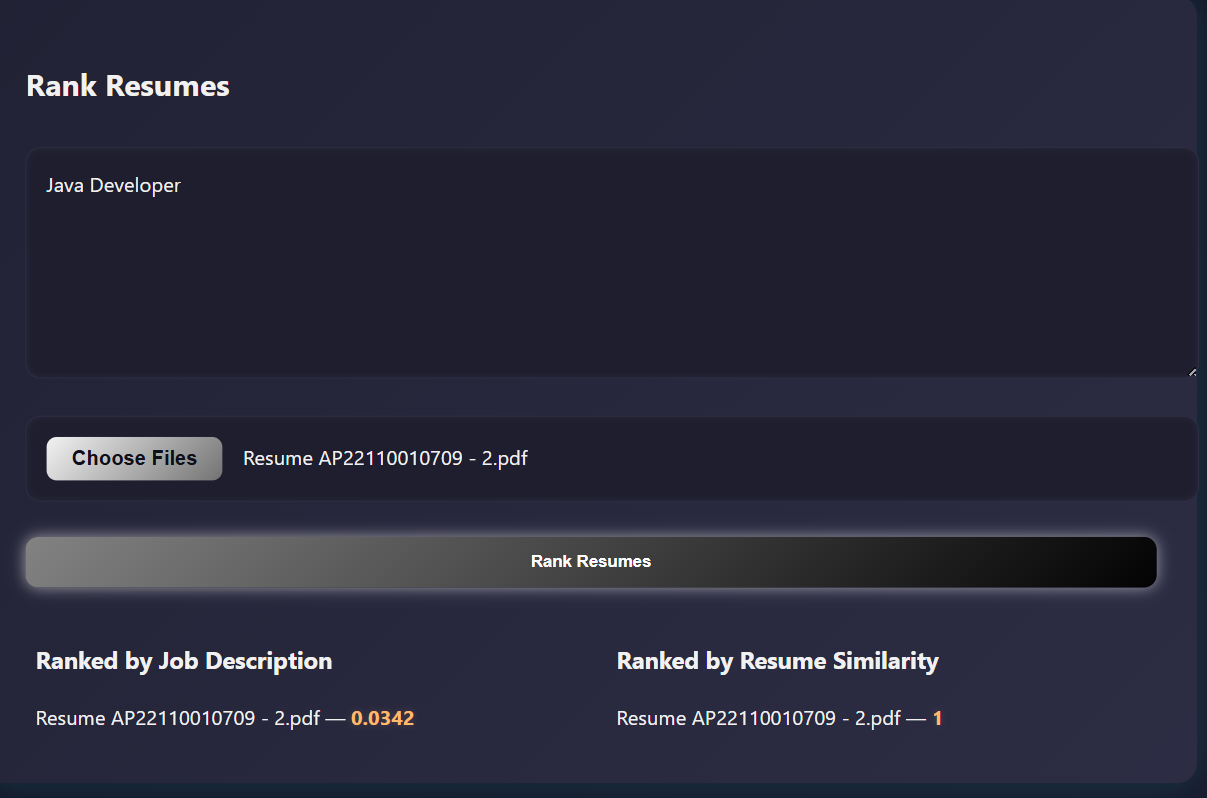 Rank Resumes
Java Developer
Choose Files Resume AP22110010709 - 2.pdf
Rank Resumes
Ranked by Job Description
Resume AP22110010709 - 2.pdf — 0.0342
Ranked by Resume Similarity
Resume AP22110010709 - 2.pdf — 1